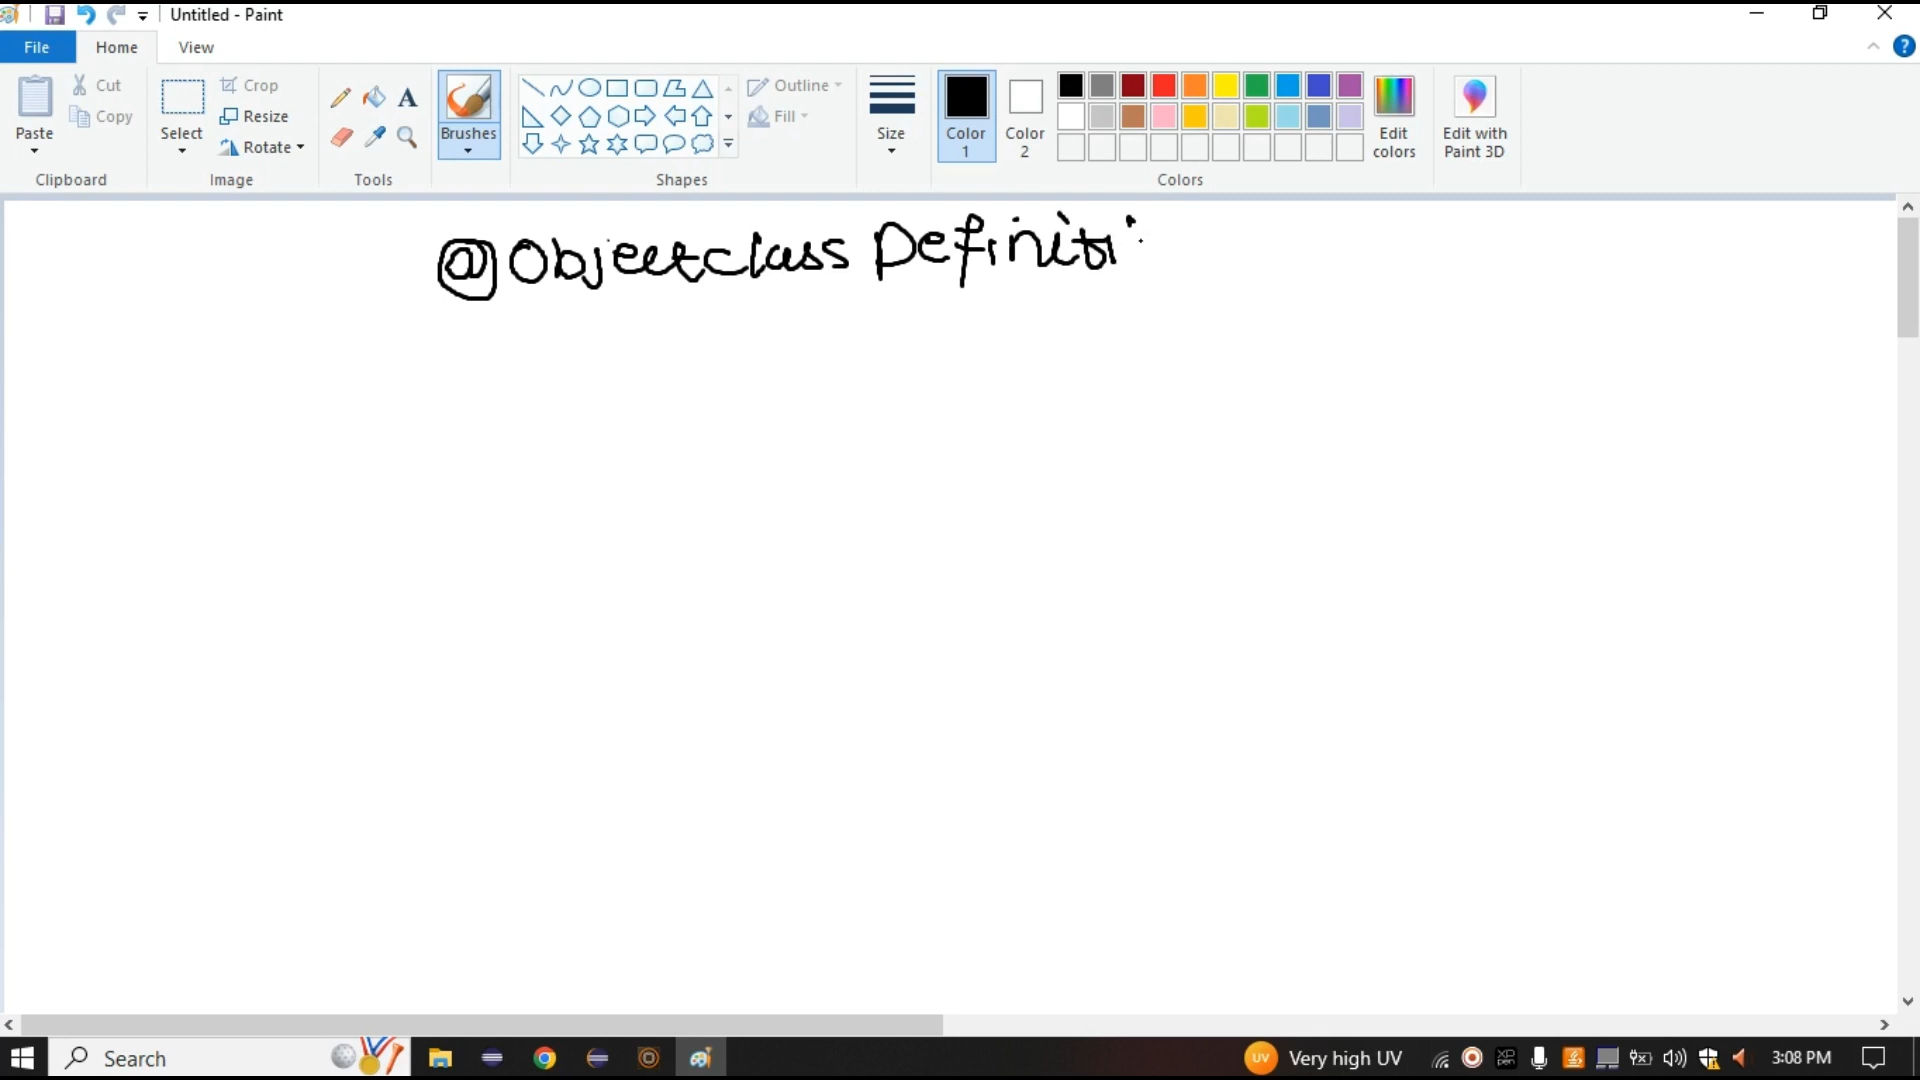 Untitled - Paint
File Home View
Paste Cut Copy Select Crop Resize Rotate Brushes Outline Fill Size Color 1 Color 2 Edit colors Edit with Paint 3D
Clipboard Image Tools Shapes Colors
@Objectclass Definiti
Search UV Very high UV 3:08 PM